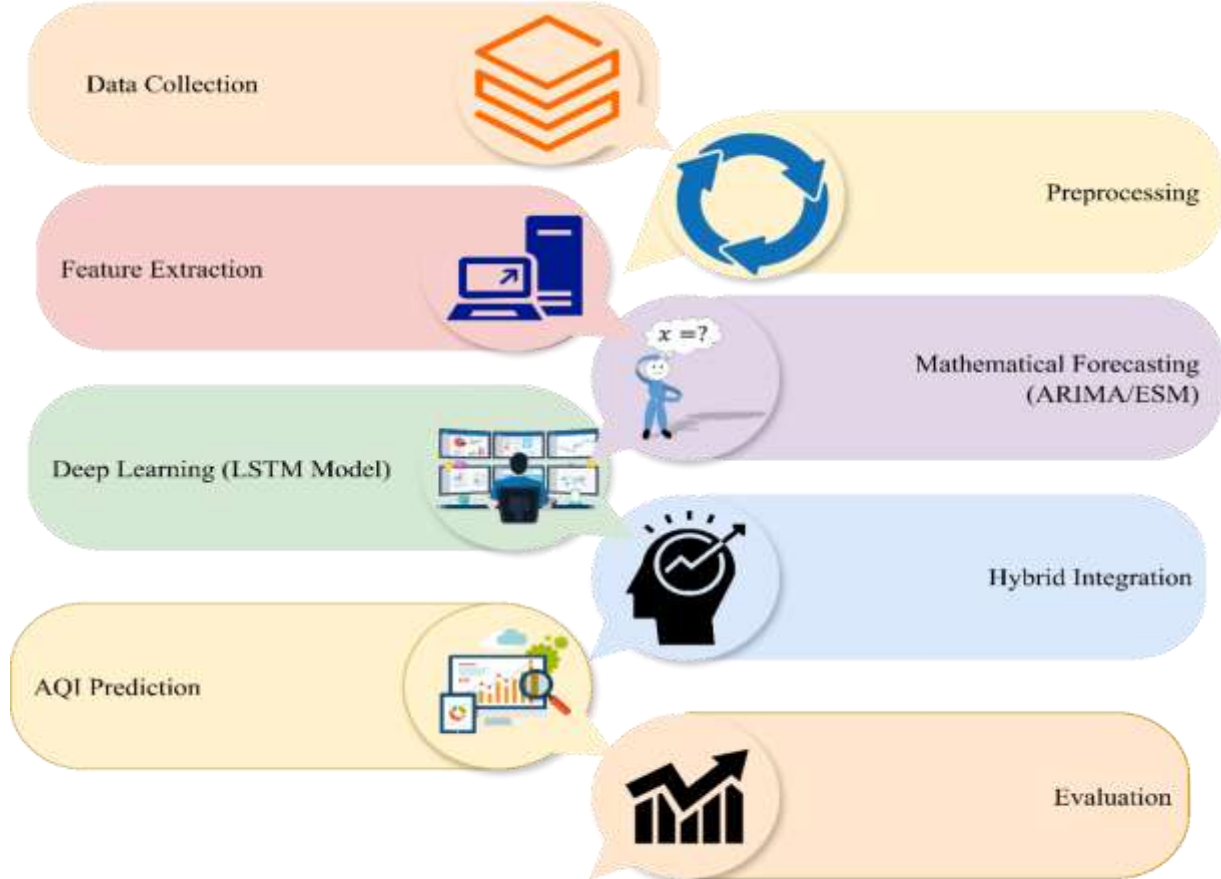 Data Collection
Preprocessing
Feature Extraction
x =?
Mathematical Forecasting
(ARIMA/ESM)
Deep Learning (LSTM Model)
Hybrid Integration
AQI Prediction
Evaluation